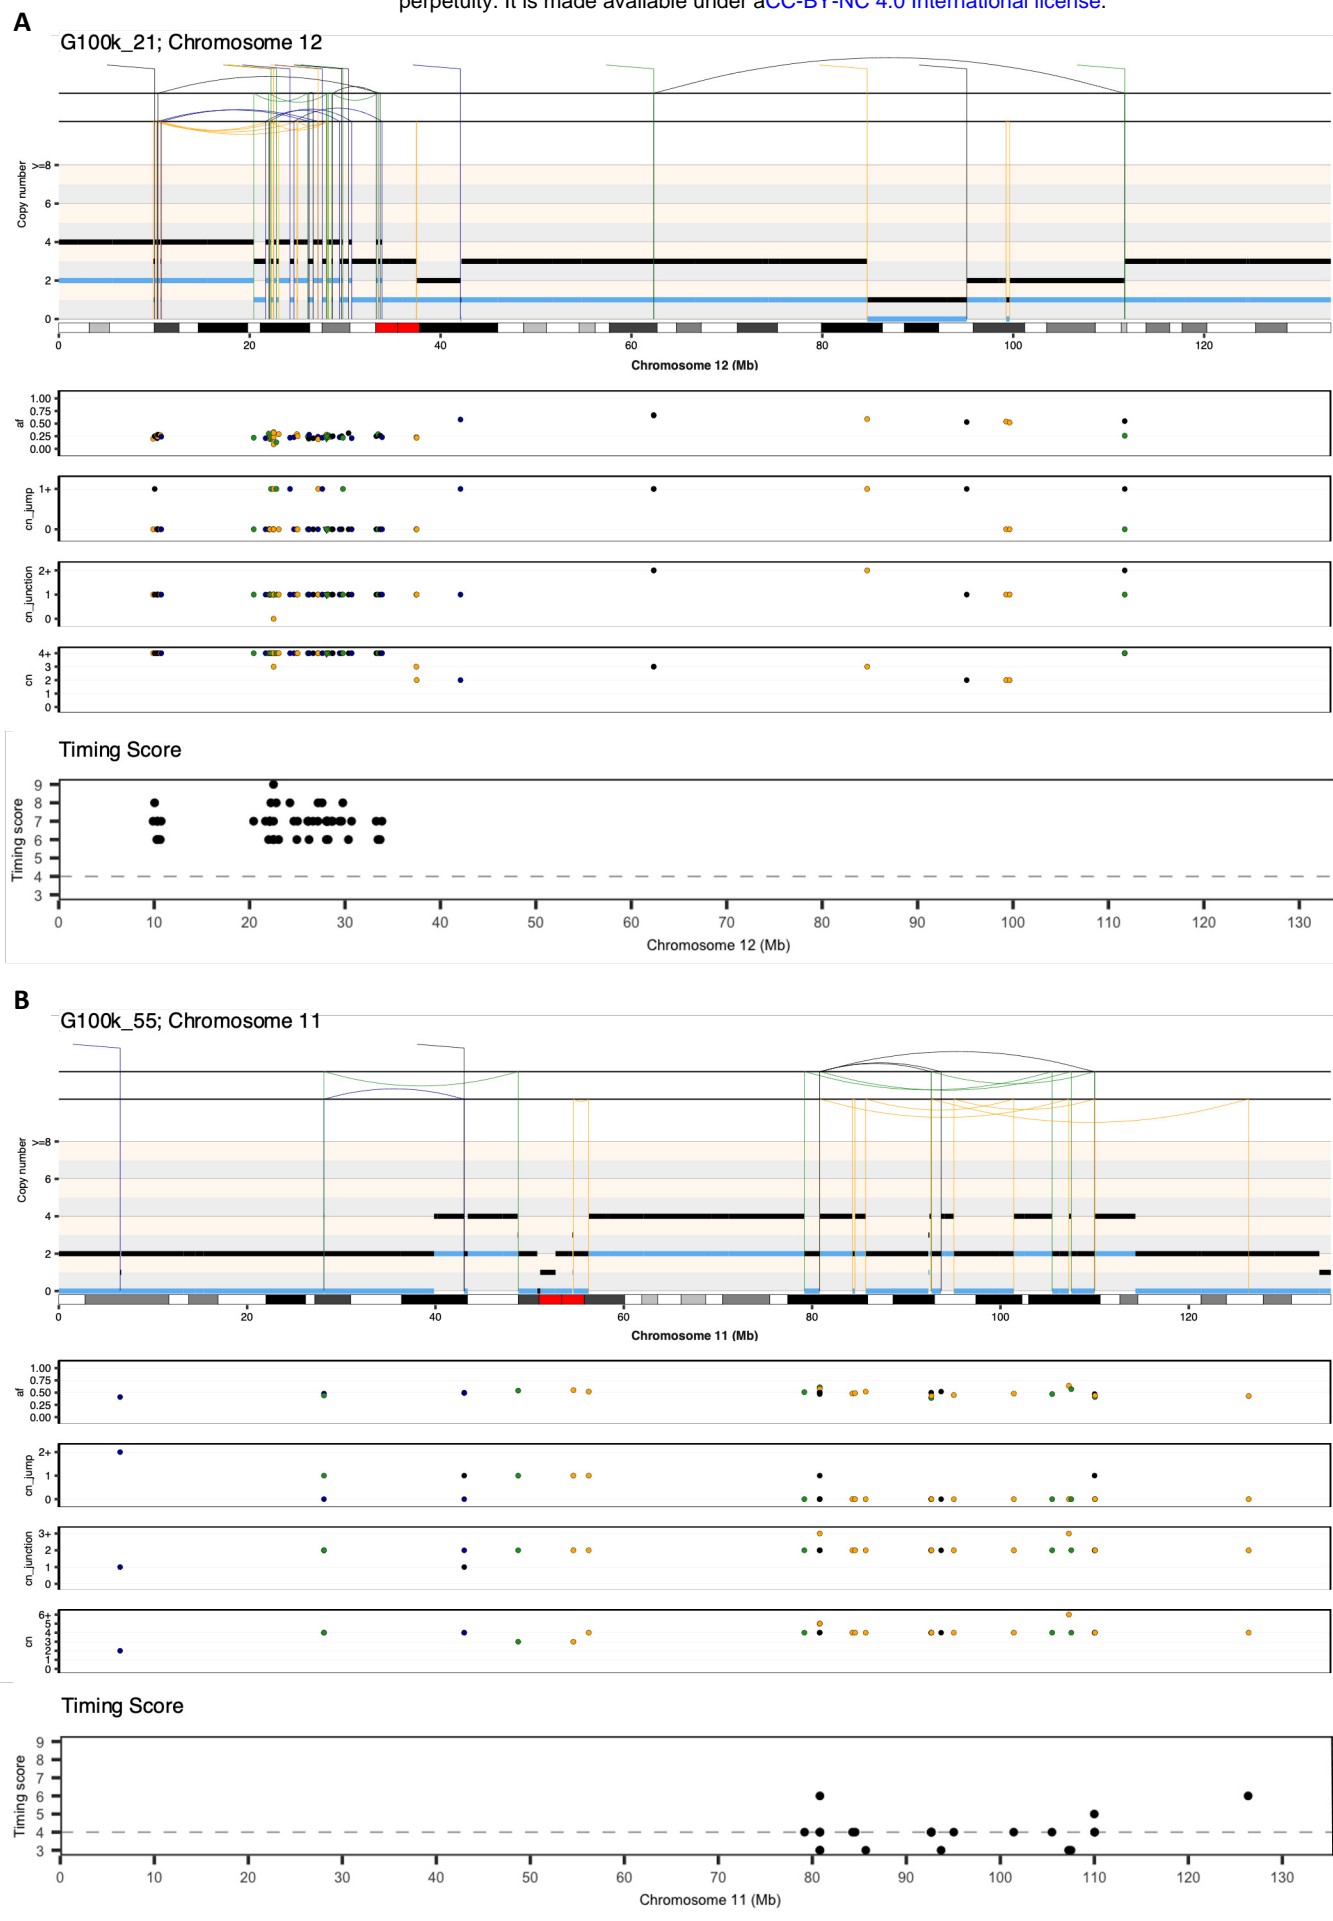 perpetuity. It is made available under aCC-BY-NC 4.0 International license.
A
G100k_21; Chromosome 12
Copy number
>=8
6
4
2
0
0 20 40 60 80 100 120
Chromosome 12 (Mb)
af
1.00
0.75
0.50
0.25
0.00
cn_jump
1+
0
cn_junction
2+
1
0
cn
4+
3
2
1
0
Timing Score
Timing score
9
8
7
6
5
4
3
0 10 20 30 40 50 60 70 80 90 100 110 120 130
Chromosome 12 (Mb)
B
G100k_55; Chromosome 11
Copy number
>=8
6
4
2
0
0 20 40 60 80 100 120
Chromosome 11 (Mb)
af
1.00
0.75
0.50
0.25
0.00
cn_jump
2+
1
0
cn_junction
3+
2
1
0
cn
6+
5
4
3
2
1
0
Timing Score
Timing score
9
8
7
6
5
4
3
0 10 20 30 40 50 60 70 80 90 100 110 120 130
Chromosome 11 (Mb)